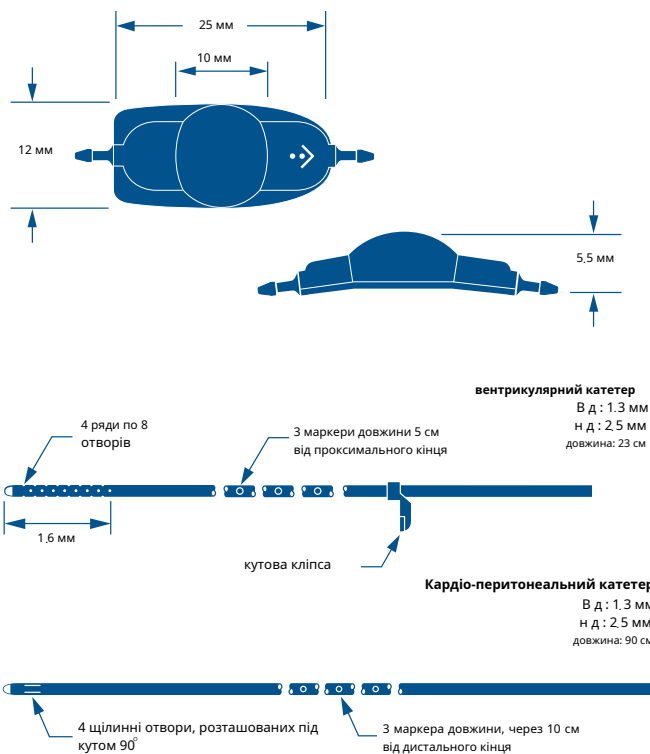 25 мм
10 мм
12 мм
5,5 мм
вентрикулярний катетер
В д : 1.3 мм
н д : 2,5 мм
довжина: 23 см
4 ряди по 8
отворів
3 маркери довжини 5 см
від проксимального кінця
1,6 мм
кутова кліпса
Кардіо-перитонеальний катетер
В д : 1,3 мм
н д : 2,5 мм
довжина: 90 см
4 щілинні отвори, розташованих під
кутом 90°
3 маркера довжини, через 10 см
від дистального кінця